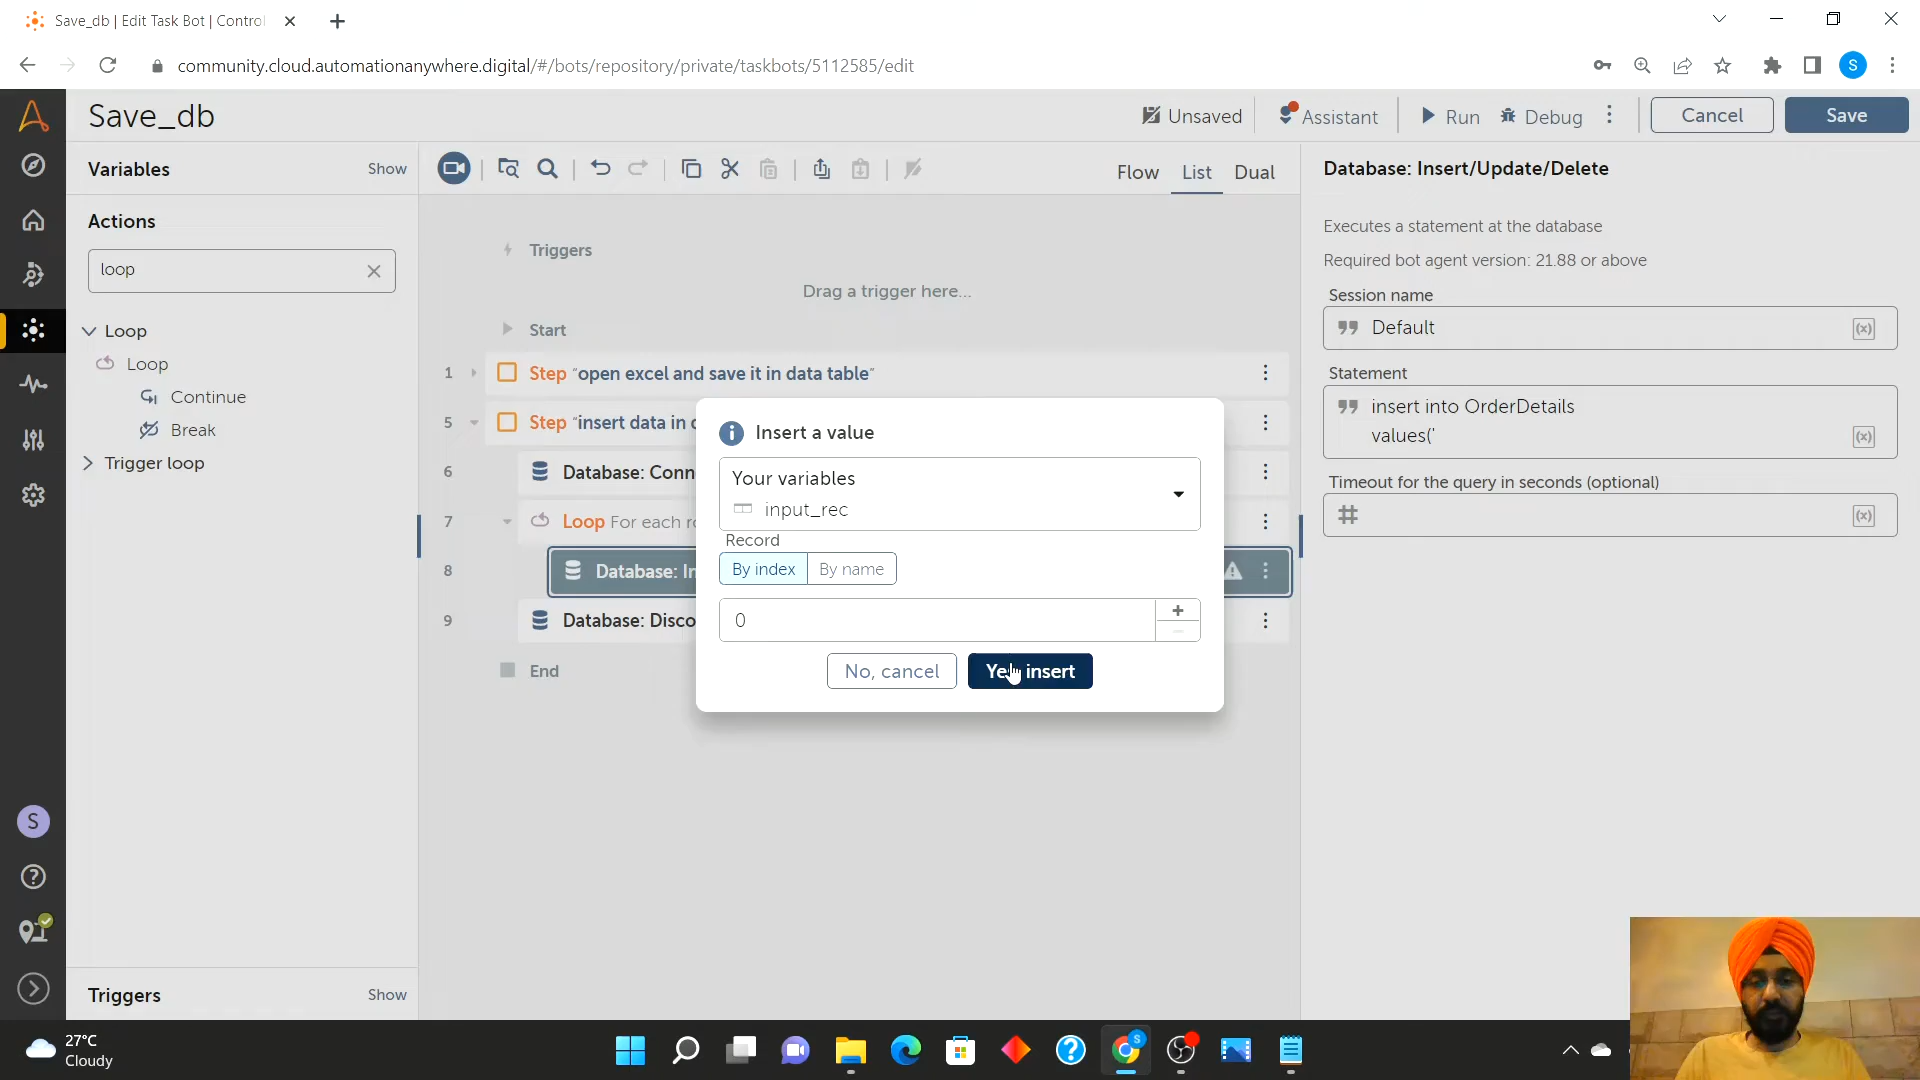 Save_db | Edit Task Bot | Contro
community.cloud.automationanywhere.digital/#/bots/repository/private/taskbots/5112585/edit
S
Save_db
Unsaved
Assistant
Run
Debug
Cancel
Save
Variables
Show
Flow
List
Dual
Database: Insert/Update/Delete
Actions
loop
Executes a statement at the database
Required bot agent version: 21.88 or above
Triggers
Drag a trigger here...
Session name
Default
Loop
Loop
Continue
Break
Trigger loop
Start
1 Step “open excel and save it in data table”
5 Step “insert data in
6 Database: Conn
7 Loop For each
8 Database: In
9 Database: Disco
End
Statement
insert into OrderDetails
values('
Timeout for the query in seconds (optional)
Insert a value
Your variables
input_rec
Record
By index
By name
0
No, cancel
insert
S
Triggers
Show
27°C
Cloudy
S